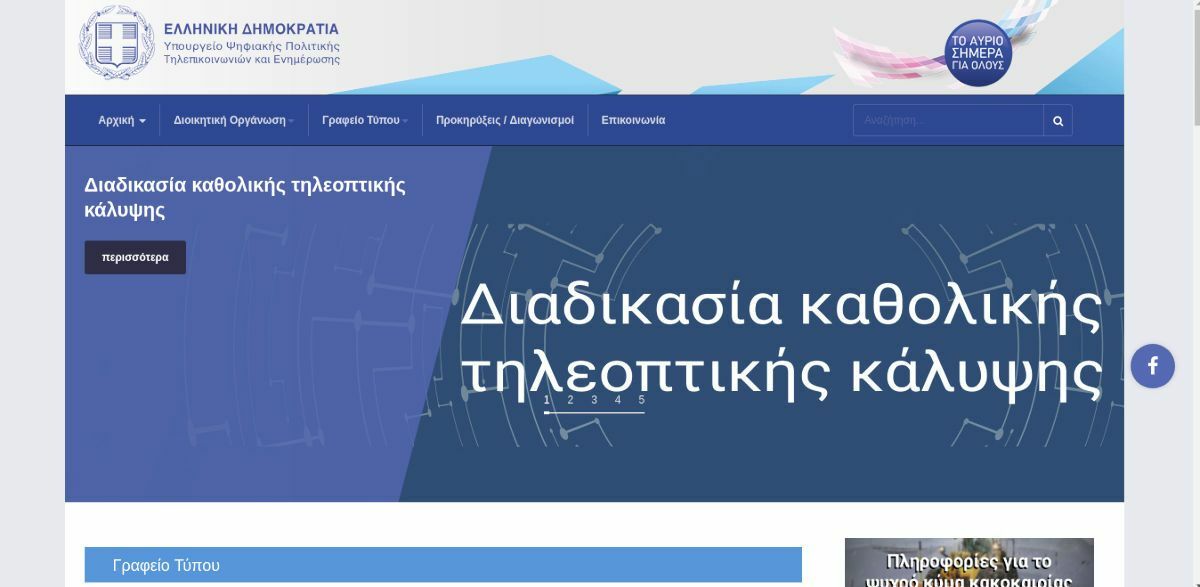 ΕΛΛΗΝΙΚΗ ΔΗΜΟΚΡΑΤΙΑ
Υπουργείο Ψηφιακής Πολιτικής
Τηλεπικοινωνιών και Ενημέρωσης
ΤΟ ΑΥΡΙΟ
ΣΗΜΕΡΑ
ΓΙΑ ΟΛΟΥΣ
Αρχική Διοικητική Οργάνωση Γραφείο Τύπου Προκηρύξεις / Διαγωνισμοί Επικοινωνία Αναζήτηση...
Διαδικασία καθολικής τηλεοπτικής
κάλυψης
περισσότερα
Διαδικασία καθολικής
τηλεοπτικής κάλυψης
1 2 3 4 5
f
Γραφείο Τύπου
Πληροφορίες για το
ψυχρό κύμα κακοκαιρίας